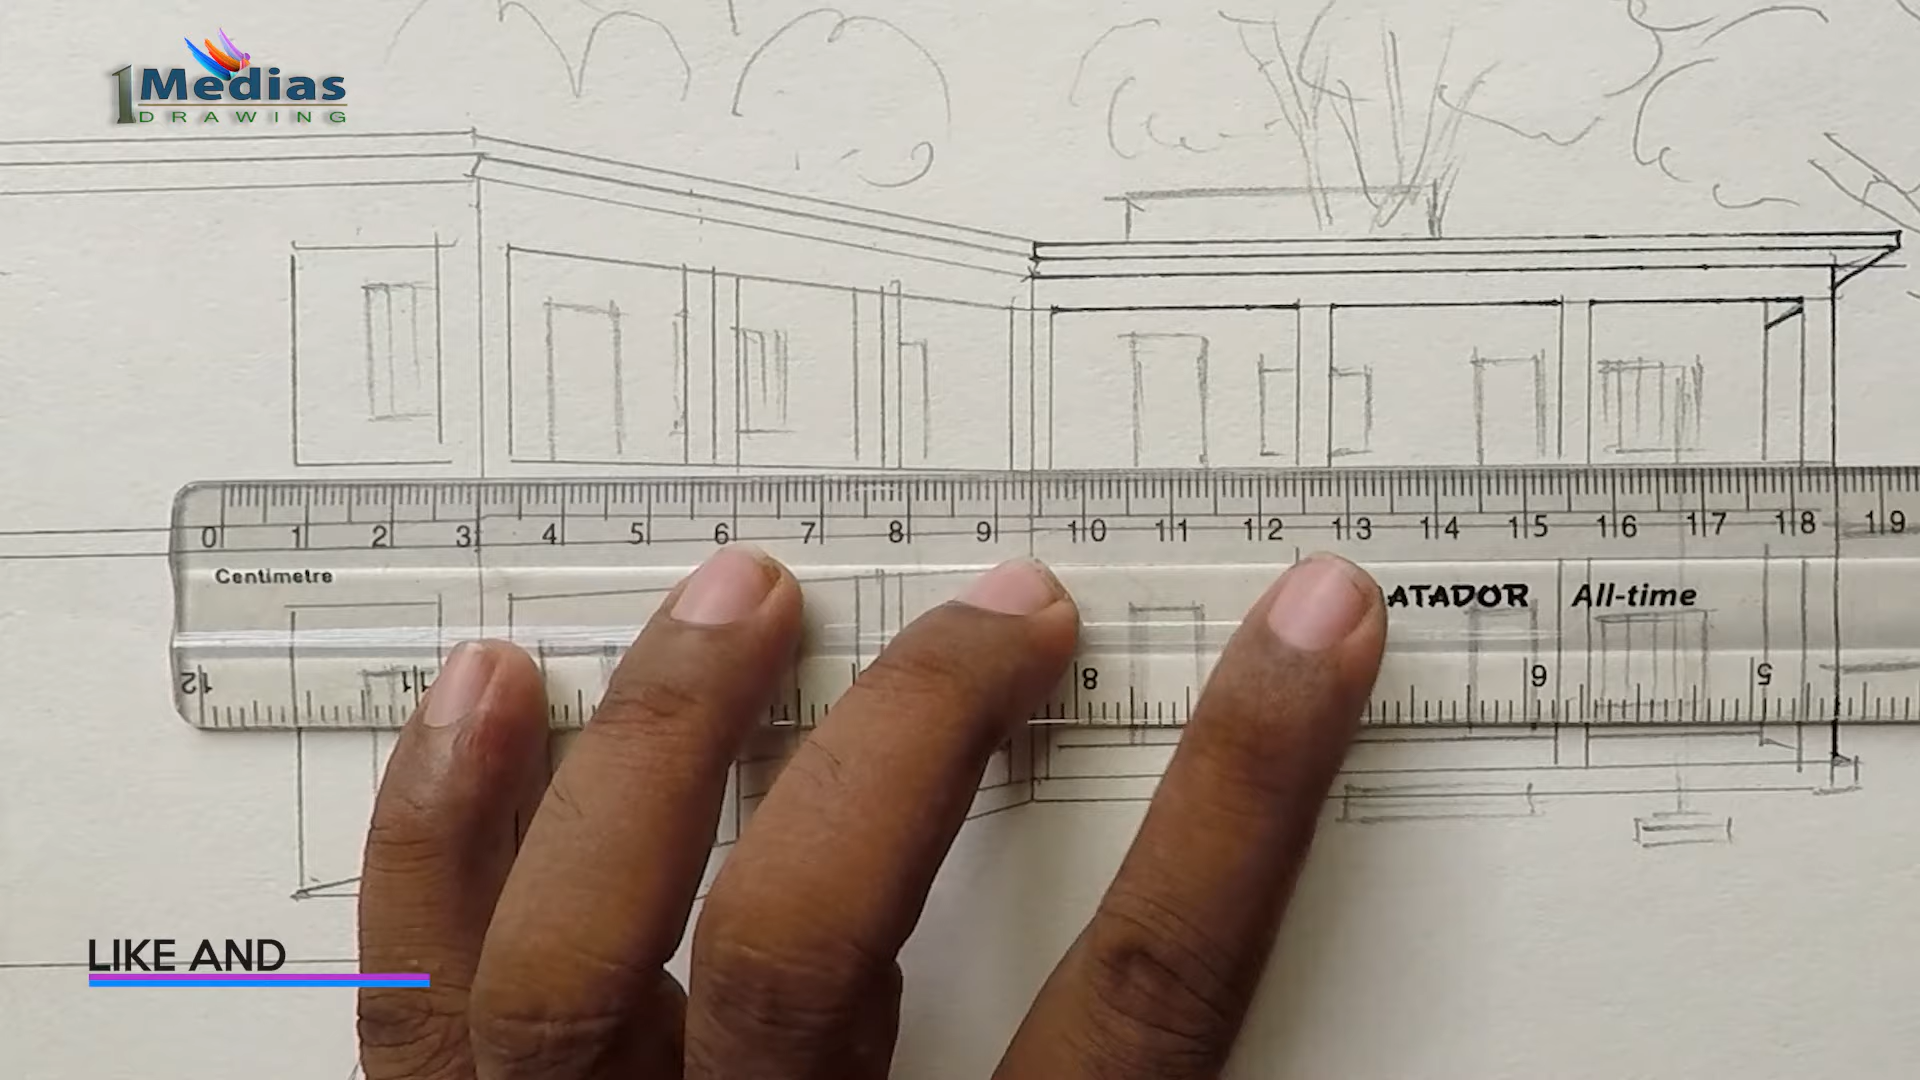 1Medias
DRAWING
0 1 2 3 4 5 6 7 8 9 10 11 12 13 14 15 16 17 18 19
Centimetre
ATADOR All-time
12 11 8 6 5
LIKE AND